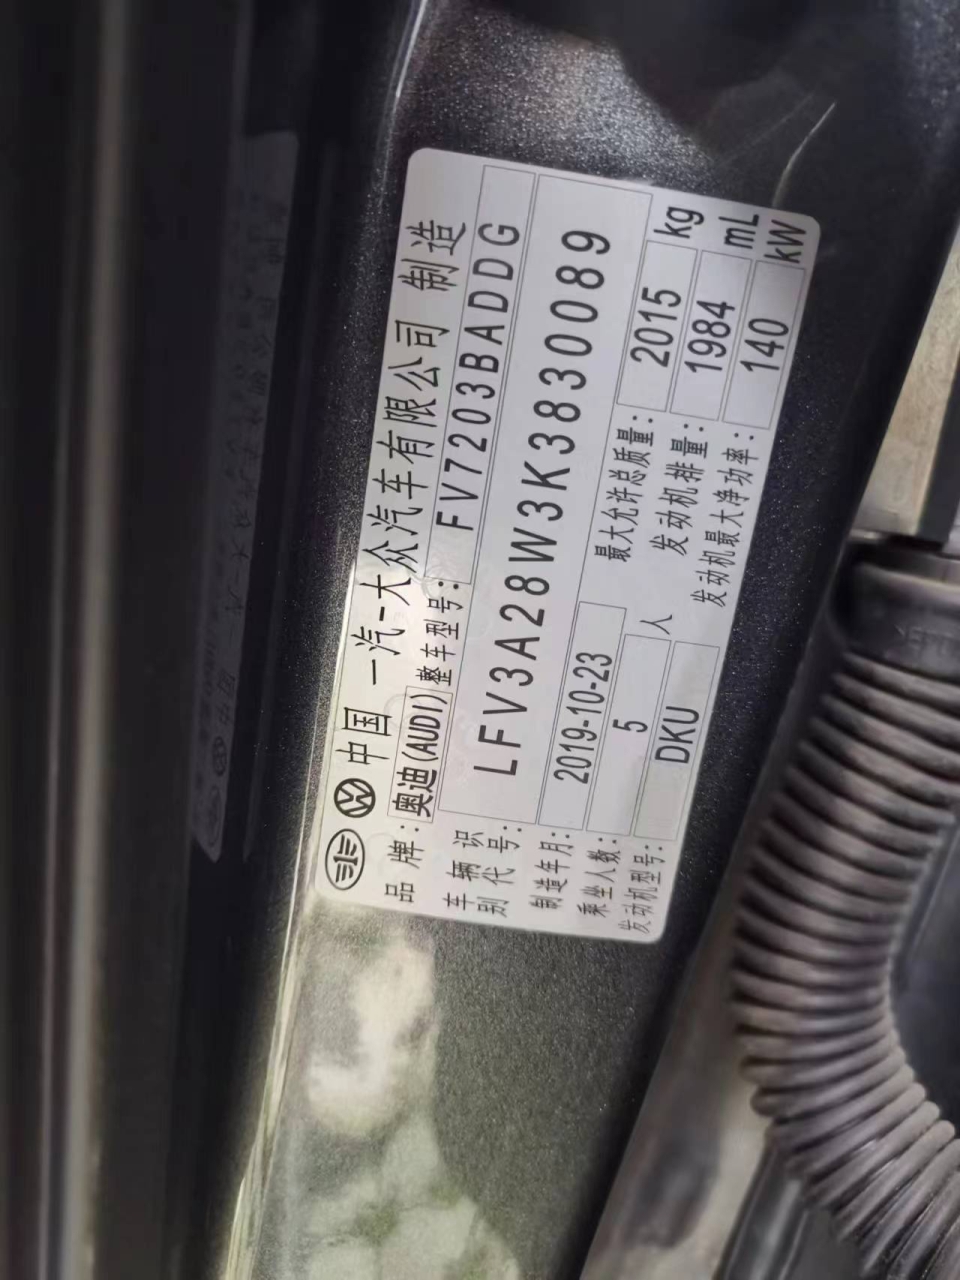 中国 一汽-大众汽车有限公司 制造
品牌: 奥迪(AUDI) 整车型号: FV7203BADDG
车辆识别代号: LFV3A28W3K3830089
制造年月: 2019-10-23 最大允许总质量: 2015 kg
乘坐人数: 5 人 发动机排量: 1984 mL
发动机型号: DKU 发动机最大净功率: 140 kW